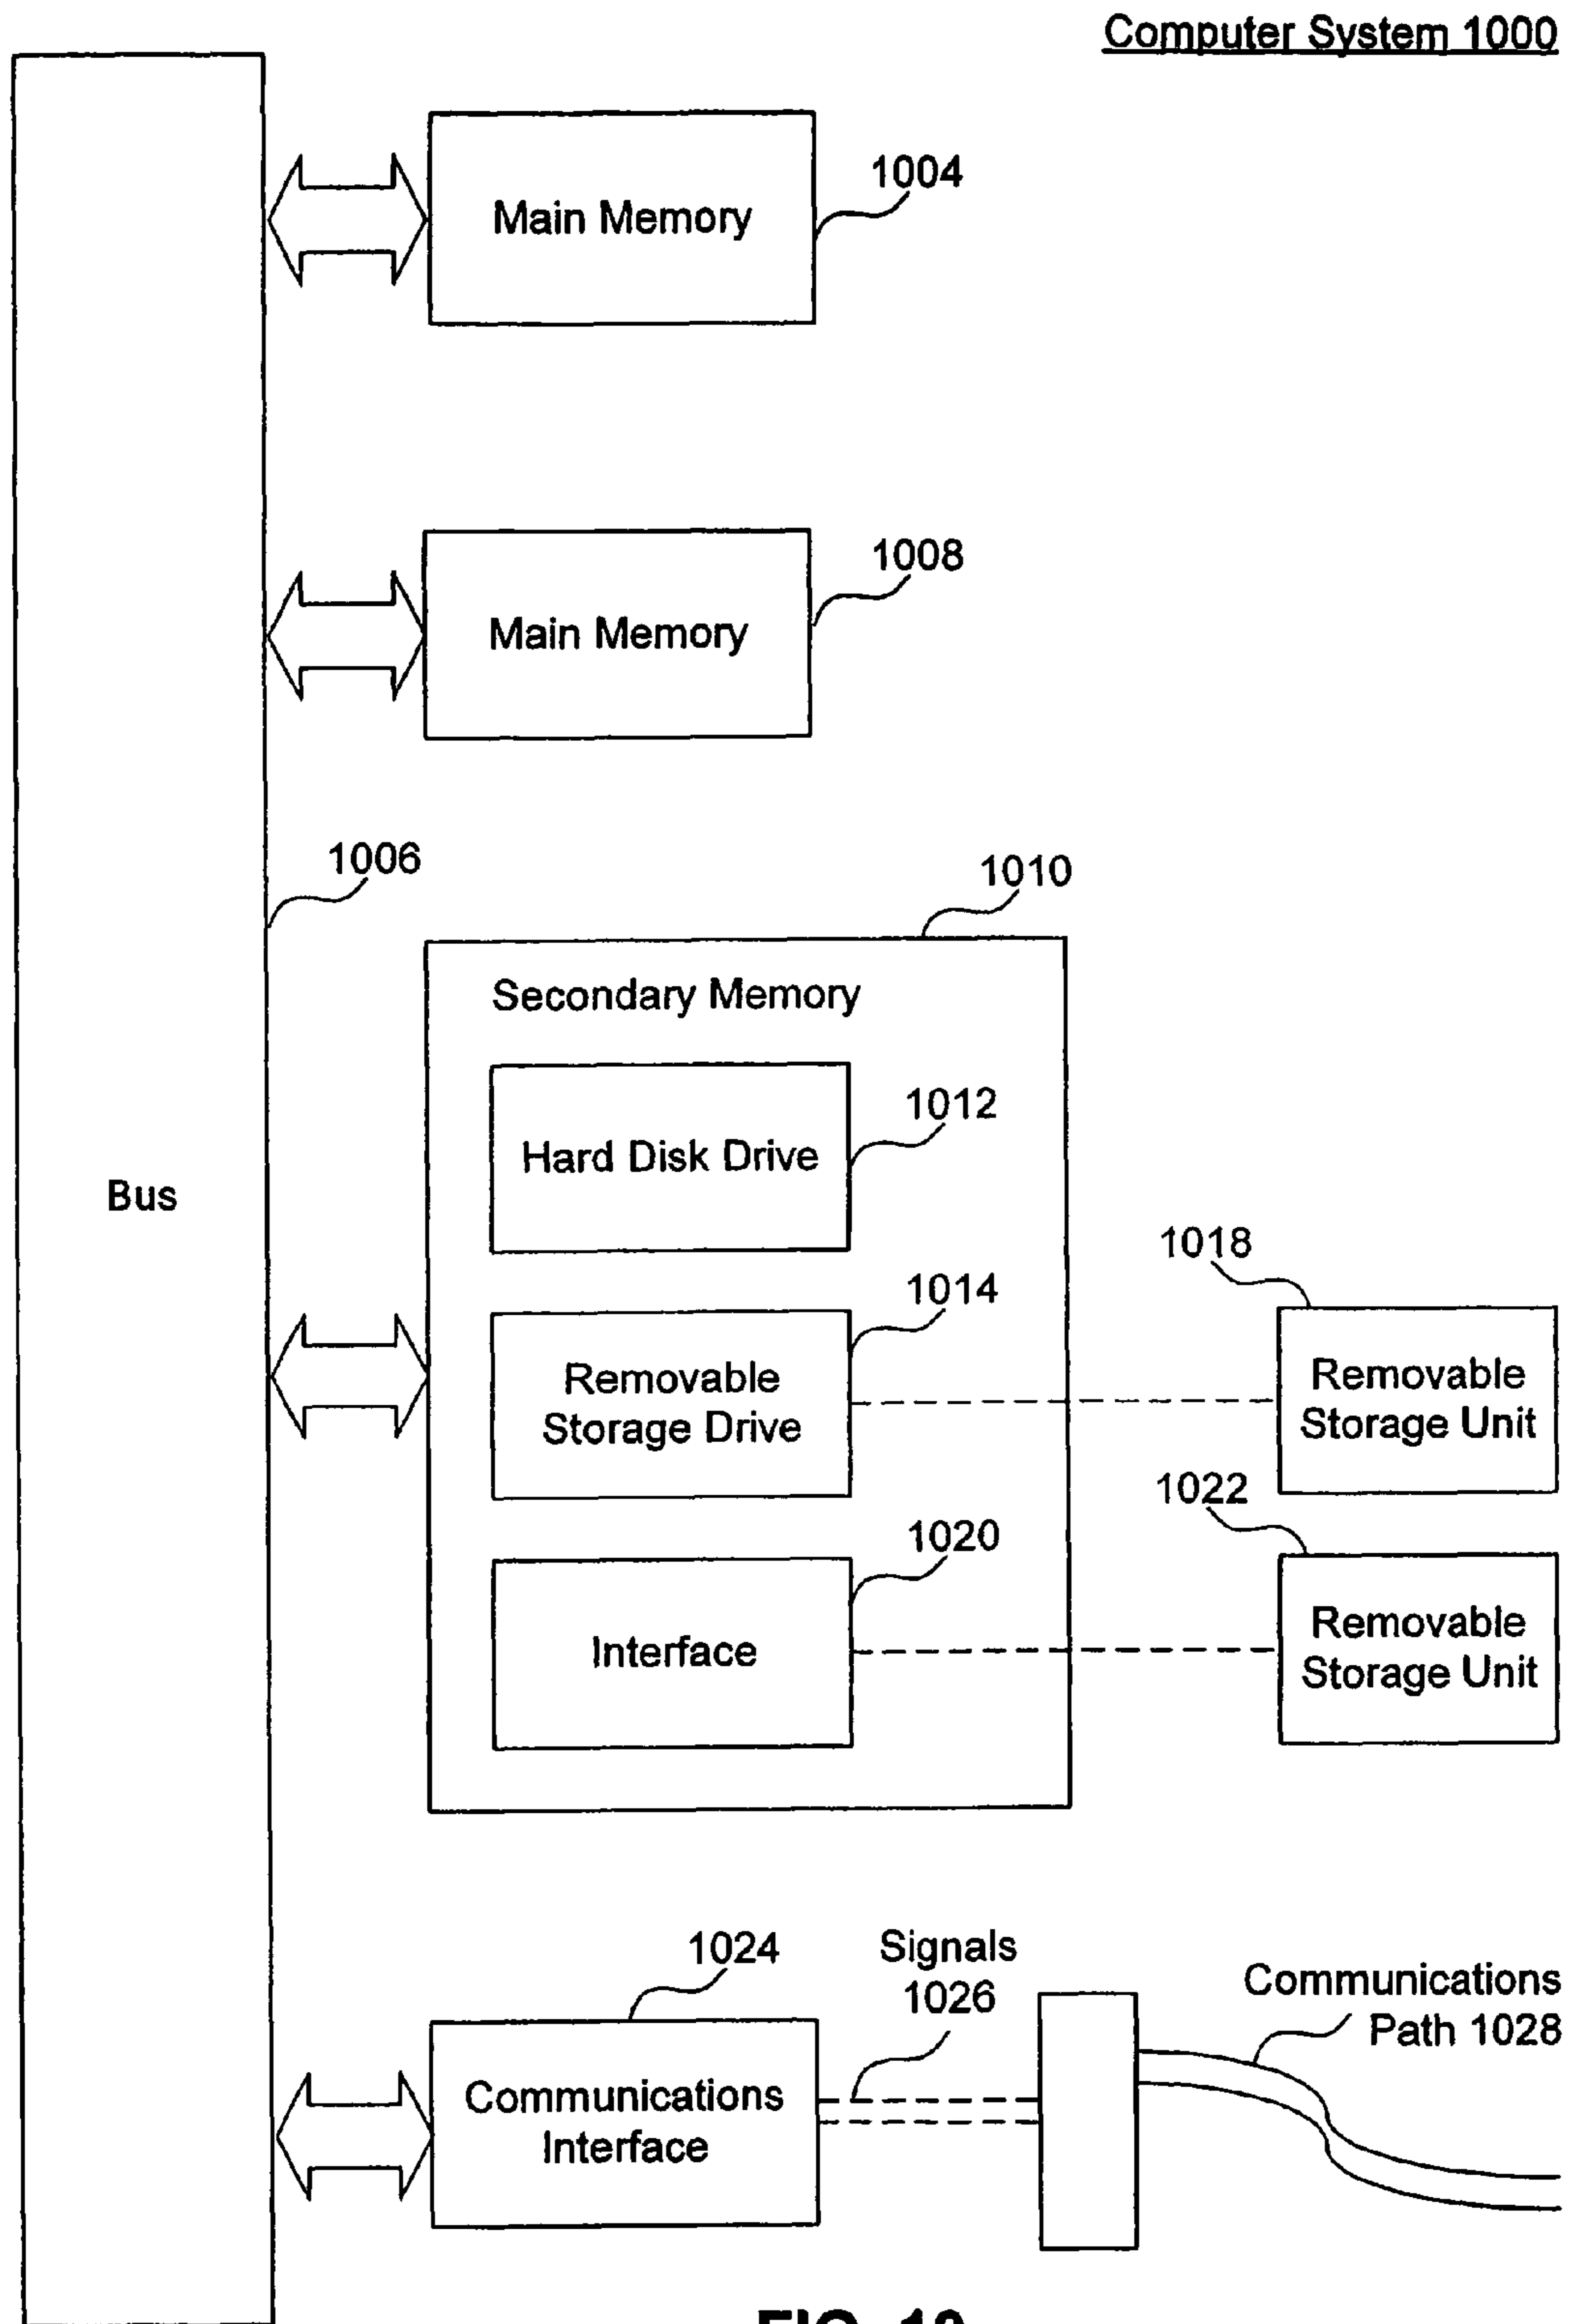 Computer System 1000
1004
Main Memory
1008
Main Memory
1006
1010
Secondary Memory
1012
Hard Disk Drive
Bus
1018
1014
Removable
Storage Drive
Removable
Storage Unit
1022
1020
Interface
Removable
Storage Unit
1024
Signals
1026
Communications
Path 1028
Communications
Interface
FIG. 10